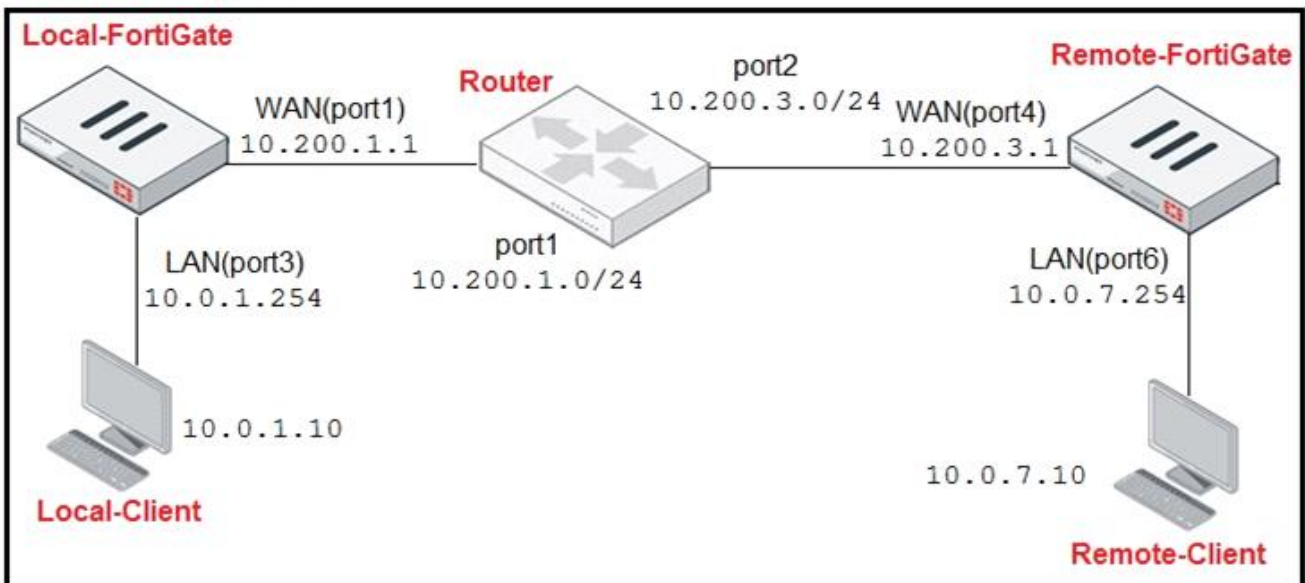 Local-FortiGate
Remote-FortiGate
Router
port2
10.200.3.0/24
WAN(port1)
10.200.1.1
WAN(port4)
10.200.3.1
LAN(port3)
10.0.1.254
port1
10.200.1.0/24
LAN(port6)
10.0.7.254
10.0.1.10
10.0.7.10
Local-Client
Remote-Client